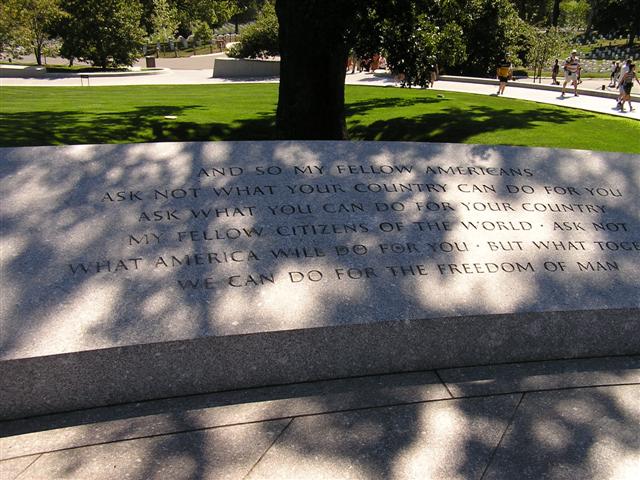 AND SO MY FELLOW AMERICANS
ASK NOT WHAT YOUR COUNTRY CAN DO FOR YOU
ASK WHAT YOU CAN DO FOR YOUR COUNTRY
MY FELLOW CITIZENS OF THE WORLD · ASK NOT
WHAT AMERICA WILL DO FOR YOU · BUT WHAT TOGE
WE CAN DO FOR THE FREEDOM OF MAN